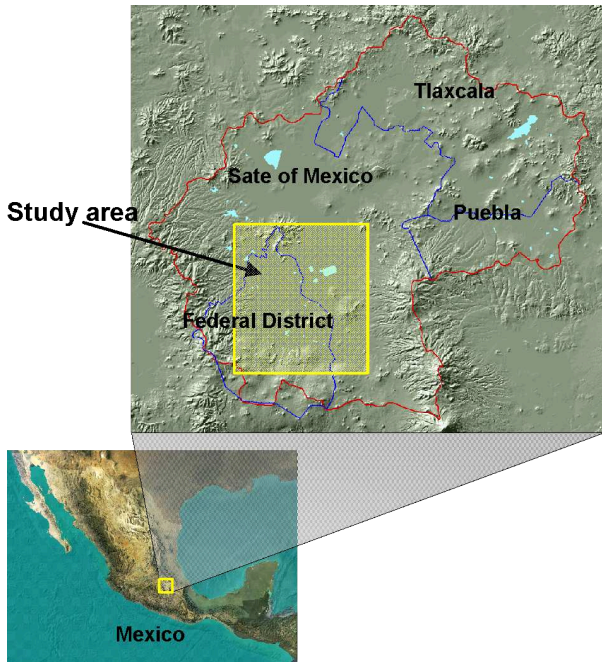 Tlaxcala
Sate of Mexico
Study area
Puebla
Federal District
Mexico